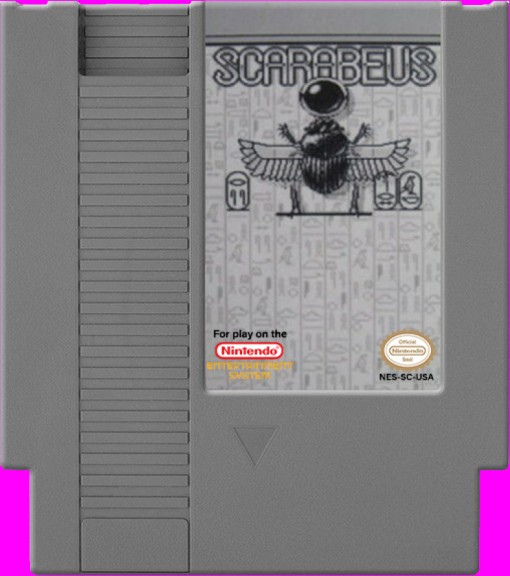 SCARABEUS
For play on the
Nintendo®
ENTERTAINMENT
SYSTEM
Official
Nintendo
Seal
NES-SC-USA